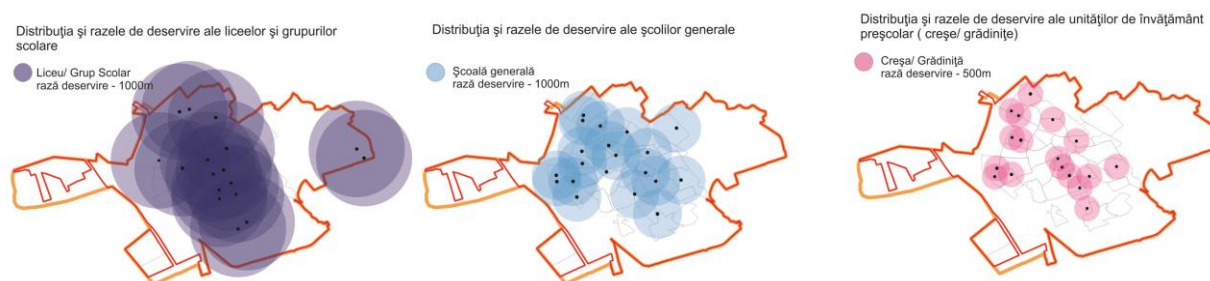 Distribuţia şi razele de deservire ale liceelor şi grupurilor
scolare
Liceu/ Grup Scolar
rază deservire - 1000m
Distribuţia şi razele de deservire ale şcolilor generale
Şcoală generală
rază deservire - 1000m
Distribuţia şi razele de deservire ale unităţilor de învăţământ
preşcolar ( creşe/ grădiniţe)
Creşa/ Grădiniţă
rază deservire - 500m